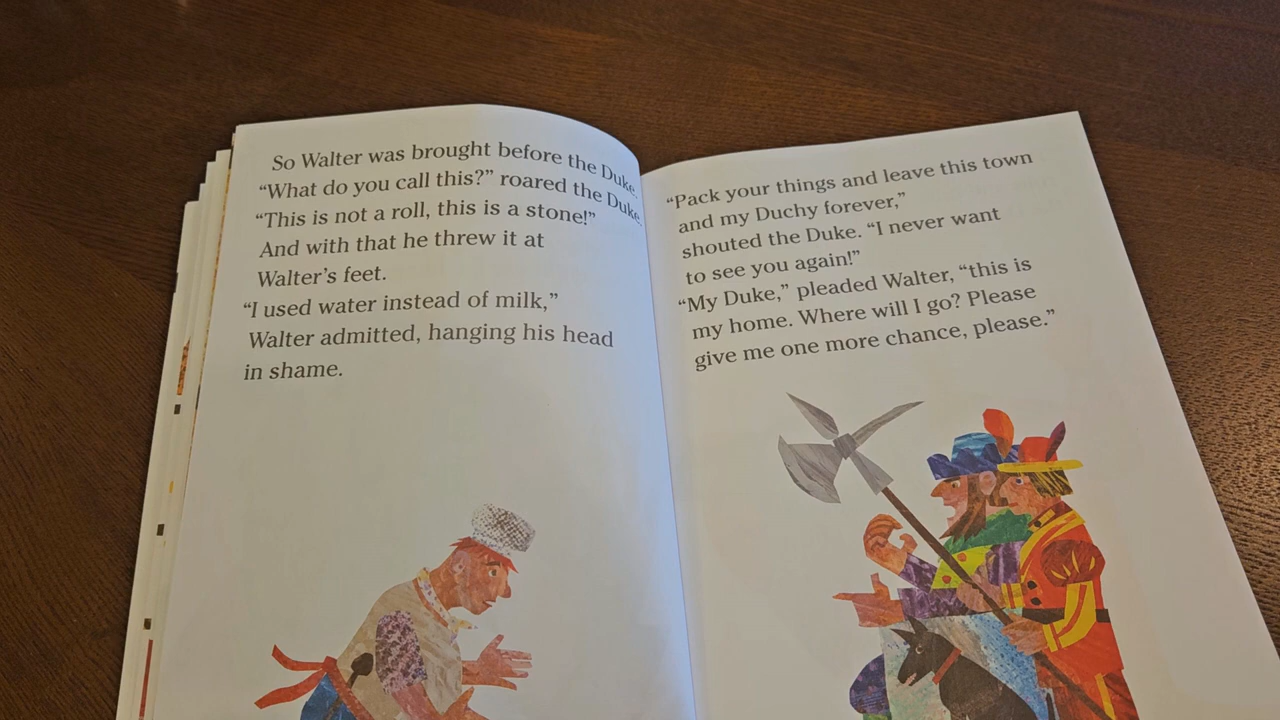 So Walter was brought before the Duke.
“What do you call this?” roared the Duke.
“This is not a roll, this is a stone!”
And with that he threw it at
Walter’s feet.
“I used water instead of milk,”
Walter admitted, hanging his head
in shame.
“Pack your things and leave this town
and my Duchy forever,”
shouted the Duke. “I never want
to see you again!”
“My Duke,” pleaded Walter, “this is
my home. Where will I go? Please
give me one more chance, please.”